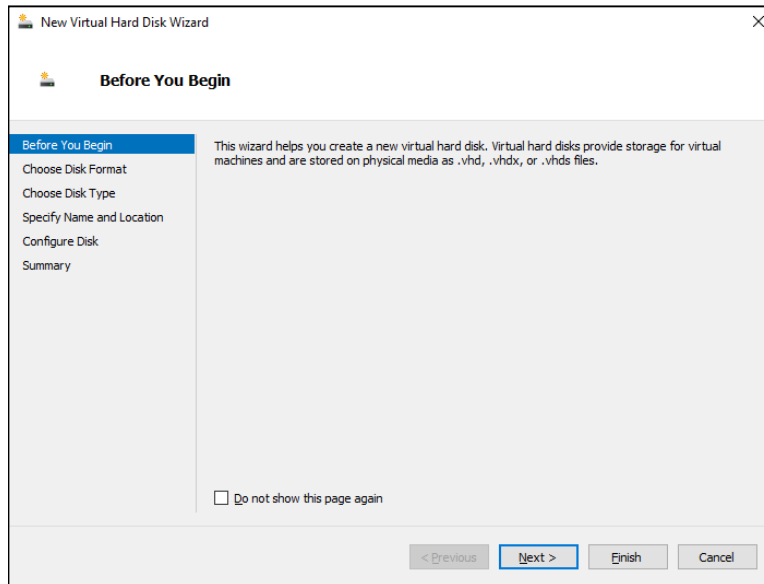 New Virtual Hard Disk Wizard
Before You Begin
Before You Begin
Choose Disk Format
Choose Disk Type
Specify Name and Location
Configure Disk
Summary
This wizard helps you create a new virtual hard disk. Virtual hard disks provide storage for virtual
machines and are stored on physical media as .vhd, .vhdx, or .vhds files.
Do not show this page again
< Previous Next > Finish Cancel